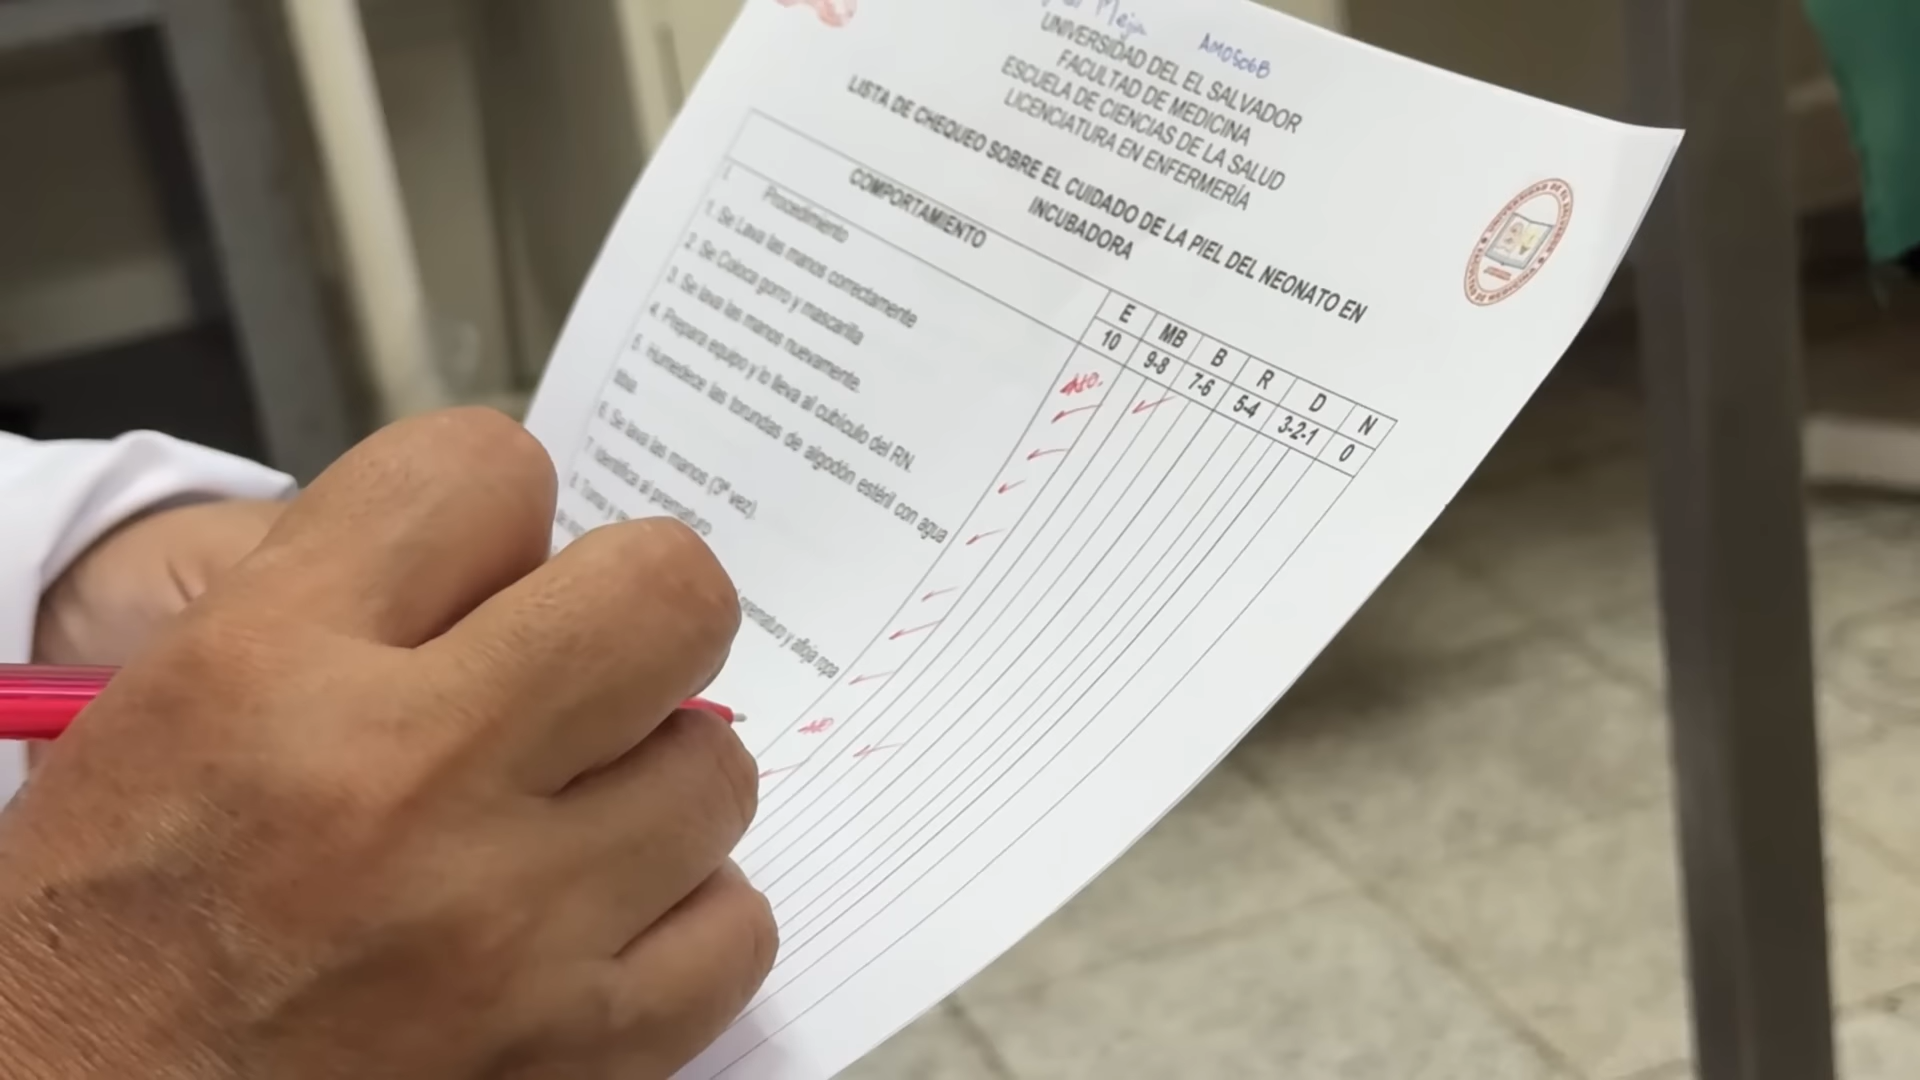 Mejn AM0506B
UNIVERSIDAD DEL EL SALVADOR
FACULTAD DE MEDICINA
ESCUELA DE CIENCIAS DE LA SALUD
LICENCIATURA EN ENFERMERÍA
LISTA DE CHEQUEO SOBRE EL CUIDADO DE LA PIEL DEL NEONATO EN
INCUBADORA
COMPORTAMIENTO
E MB B R D N
10 9-8 7-6 5-4 3-2-1 0
I. Procedimiento
1. Se Lava las manos correctamente
2. Se Coloca gorro y mascarilla
3. Se lava las manos nuevamente.
4. Prepara equipo y lo lleva al cubículo del RN.
5. Humedece las torundas de algodón estéril con agua
tibia.
6. Se lava las manos (3ª vez)
7. Identifica al prematuro
8. Toma y
prematuro y afloja ropa